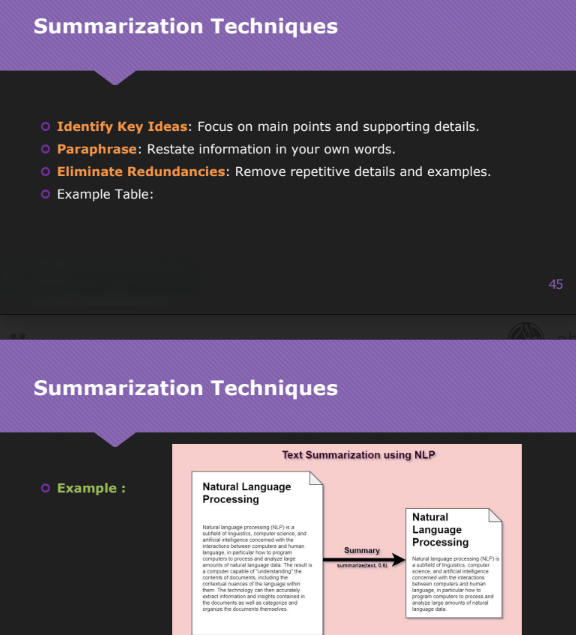 Summarization Techniques
Identify Key Ideas: Focus on main points and supporting details.
Paraphrase: Restate information in your own words.
Eliminate Redundancies: Remove repetitive details and examples.
Example Table:
45
Summarization Techniques
Example :
Text Summarization using NLP
Natural Language
Processing
Natural language processing (NLP) is a
subfield of linguistics, computer science, and
artificial intelligence concerned with the
interactions between computers and human
language, in particular how to program
computers to process and analyze large
amounts of natural language data. The result is
a computer capable of "understanding" the
contents of documents, including the
contextual nuances of the language within
them. The technology can then accurately
extract information and insights contained in
the documents as well as categorize and
organize the documents themselves.
Summary
summarize(text, 0.6)
Natural
Language
Processing
Natural language processing (NLP) is
a subfield of linguistics, computer
science, and artificial intelligence
concerned with the interactions
between computers and human
language, in particular how to
program computers to process and
analyze large amounts of natural
language data.